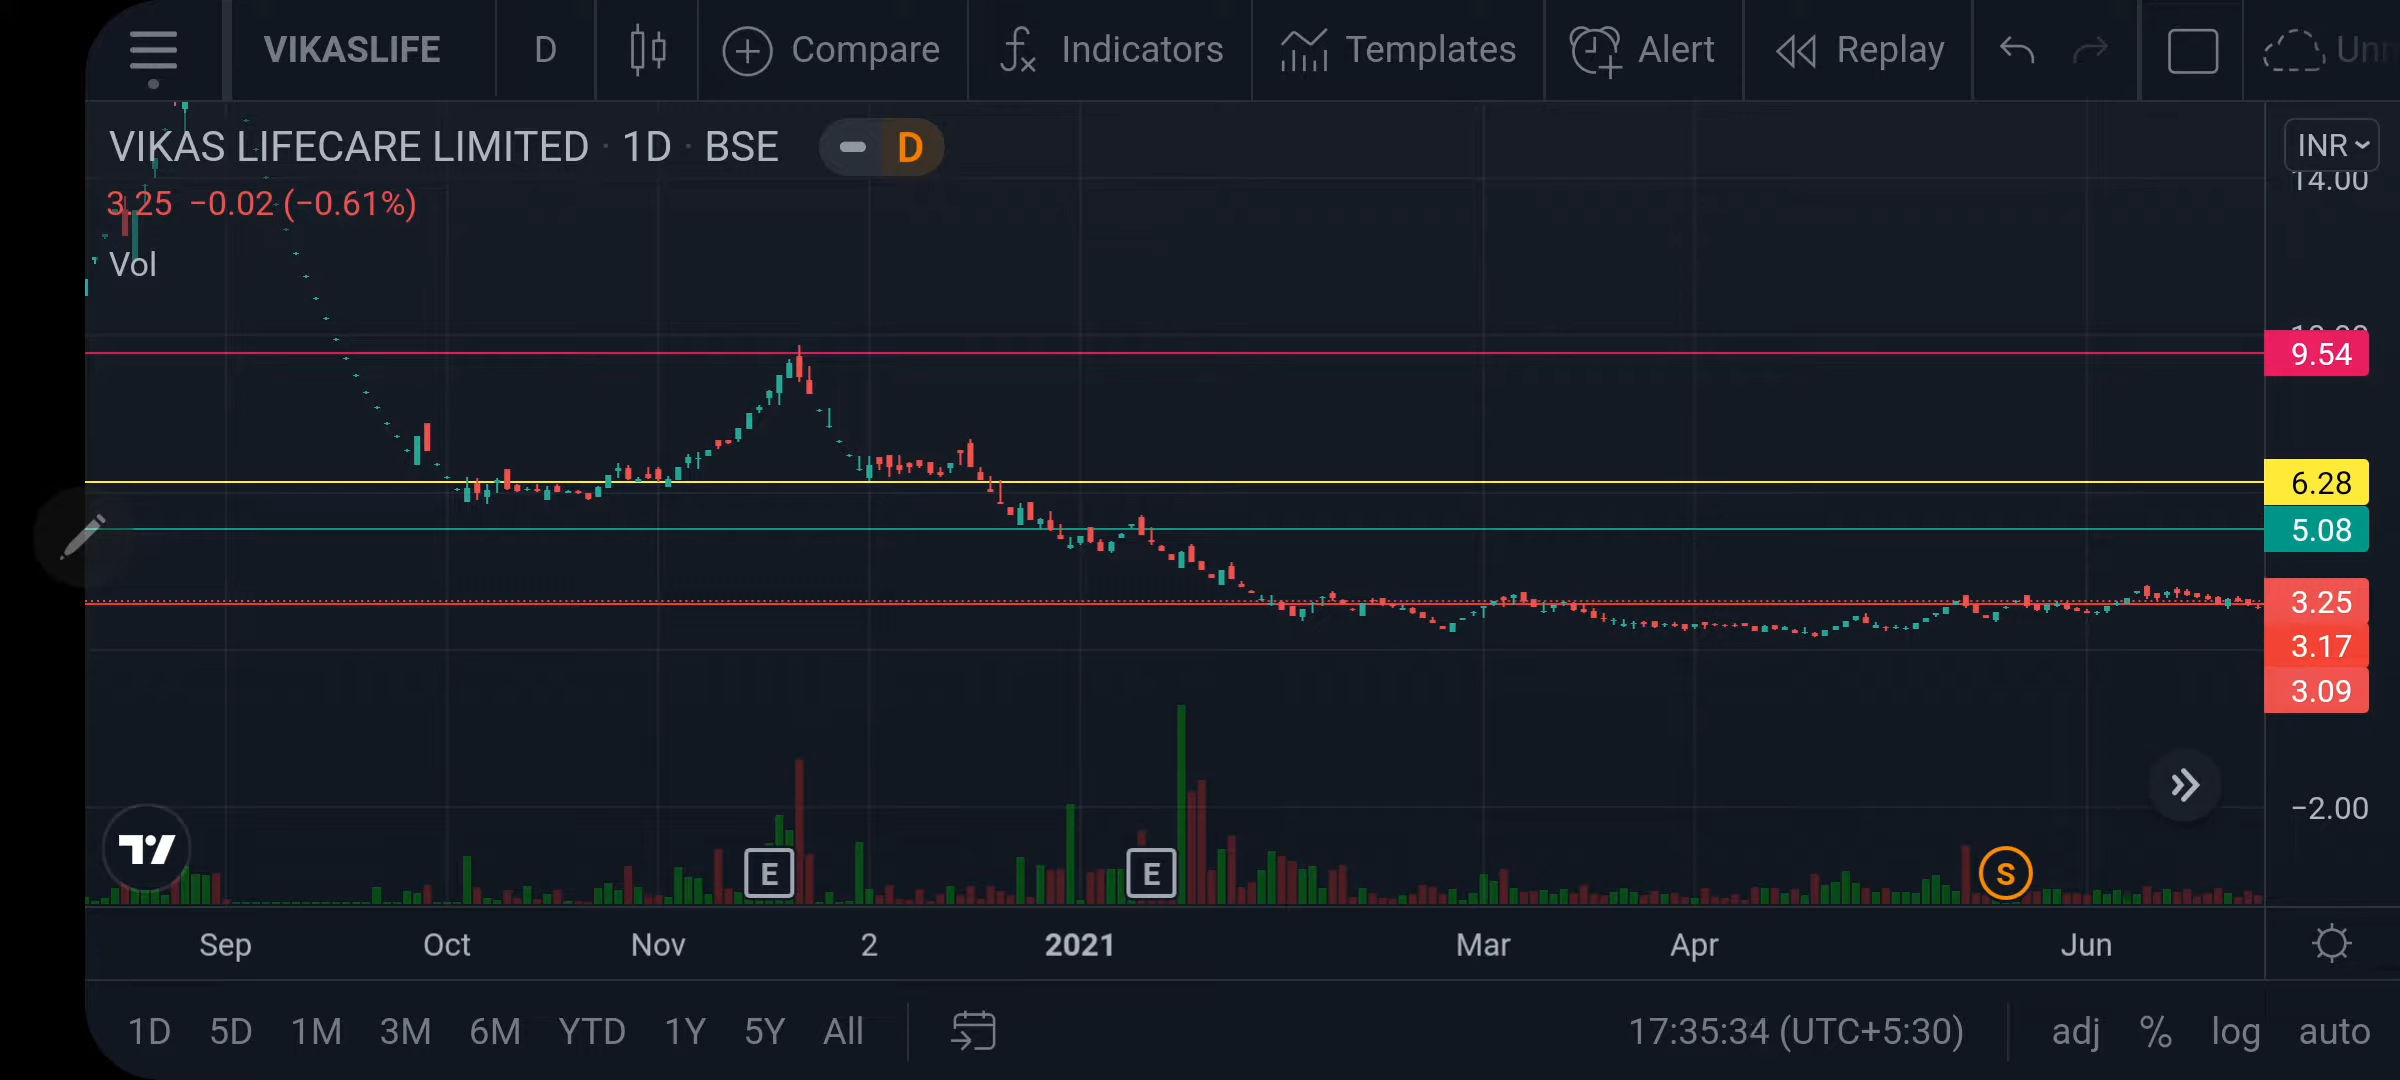 VIKASLIFE D Compare Indicators Templates Alert Replay
VIKAS LIFECARE LIMITED · 1D · BSE D
INR
3.25 −0.02 (−0.61%)
14.00
Vol
9.54
6.28
5.08
3.25
3.17
3.09
−2.00
E E S
Sep Oct Nov 2 2021 Mar Apr Jun
1D 5D 1M 3M 6M YTD 1Y 5Y All 17:35:34 (UTC+5:30) adj % log auto